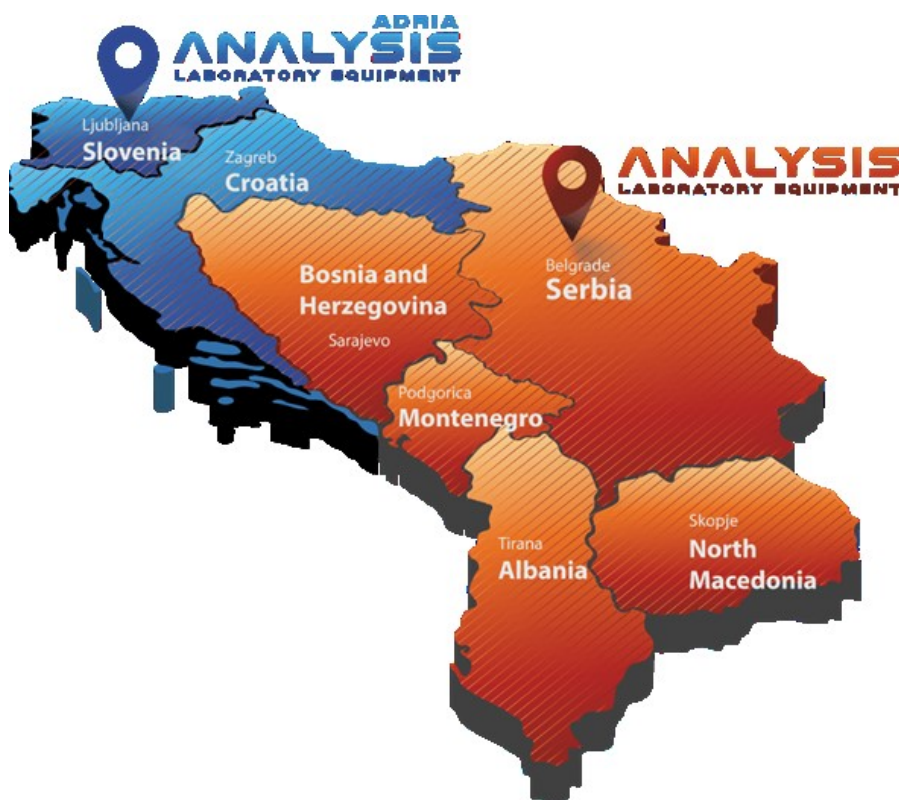 ADRIA
ANALYSIS
LABORATORY EQUIPMENT
Ljubljana
Slovenia
Zagreb
Croatia
ANALYSIS
LABORATORY EQUIPMENT
Bosnia and
Herzegovina
Sarajevo
Belgrade
Serbia
Podgorica
Montenegro
Tirana
Albania
Skopje
North
Macedonia